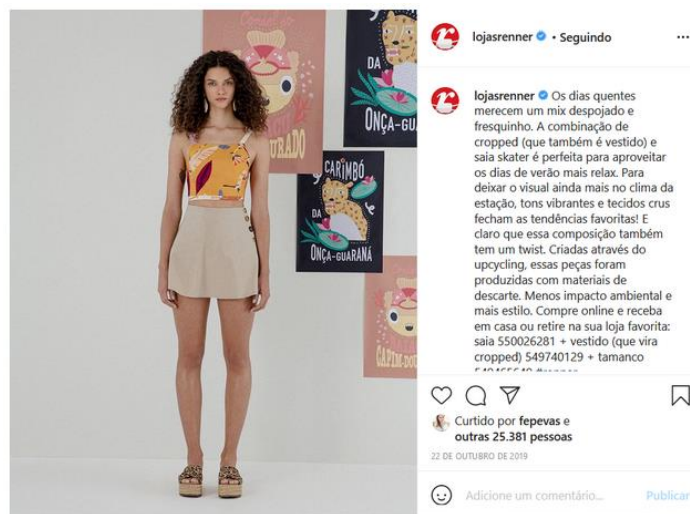 Conselho
DOURADO
DA
ONÇA-GUA
CARIMBÓ
DA
ONÇA-GUARANÁ
CAPIM-DOU
lojasrenner • Seguindo
lojasrenner Os dias quentes
merecem um mix despojado e
fresquinho. A combinação de
cropped (que também é vestido) e
saia skater é perfeita para aproveitar
os dias de verão mais relax. Para
deixar o visual ainda mais no clima da
estação, tons vibrantes e tecidos crus
fecham as tendências favoritas! E
claro que essa composição também
tem um twist. Criadas através do
upcycling, essas peças foram
produzidas com materiais de
descarte. Menos impacto ambiental e
mais estilo. Compre online e receba
em casa ou retire na sua loja favorita:
saia 550026281 + vestido (que vira
cropped) 549740129 + tamanco
Curtido por fepevas e
outras 25.381 pessoas
22 DE OUTUBRO DE 2019
Adicione um comentário...
Publicar